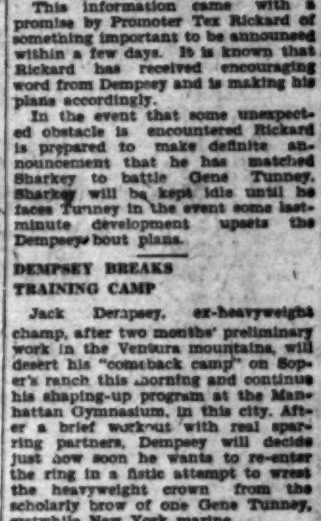 This information came with a
promise by Promoter Tex Rickard of
something important to be announsed
within a few days. It is known that
Rickard has received encouraging
word from Dempsey and is making his
plans accordingly.
In the event that some unexpect-
ed obstacle is encountered Rickard
is prepared to make definite an-
nouncement that he has matched
Sharkey to battle Gene Tunney.
Sharkey will be kept idle until he
faces Tunney in the event some last-
minute development upsets the
Dempsey bout plans.
DEMPSEY BREAKS
TRAINING CAMP
Jack Dempsey, ex-heavyweight
champ, after two months' preliminary
work in the Ventura mountains, will
desert his "comeback camp" on Sop-
er's ranch this morning and continue
his shaping-up program at the Man-
hattan Gymnasium, in this city. Aft-
er a brief workout with real spar-
ring partners, Dempsey will decide
just how soon he wants to re-enter
the ring in a fistic attempt to wrest
the heavyweight crown from the
scholarly brow of one Gene Tunney,
New York marine